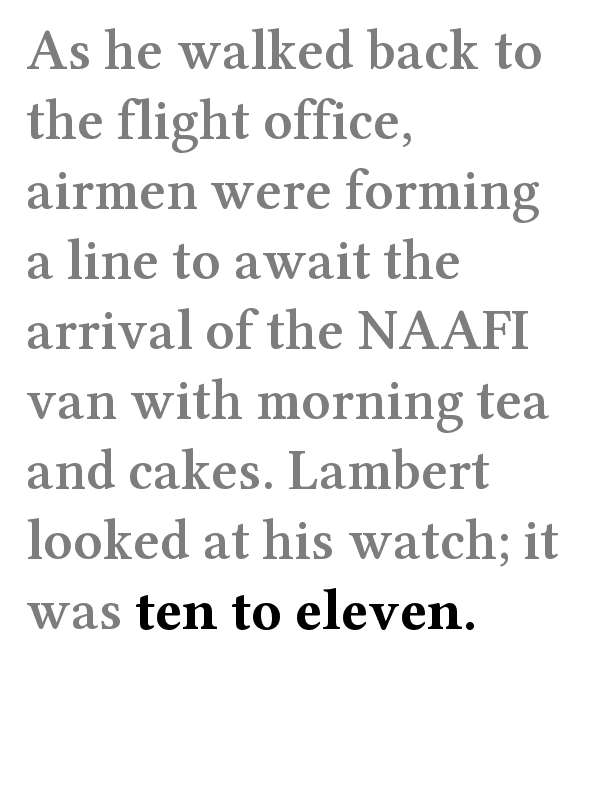 As he walked back to
the flight office,
airmen were forming
a line to await the
arrival of the NAAFI
van with morning tea
and cakes. Lambert
looked at his watch; it
was ten to eleven.